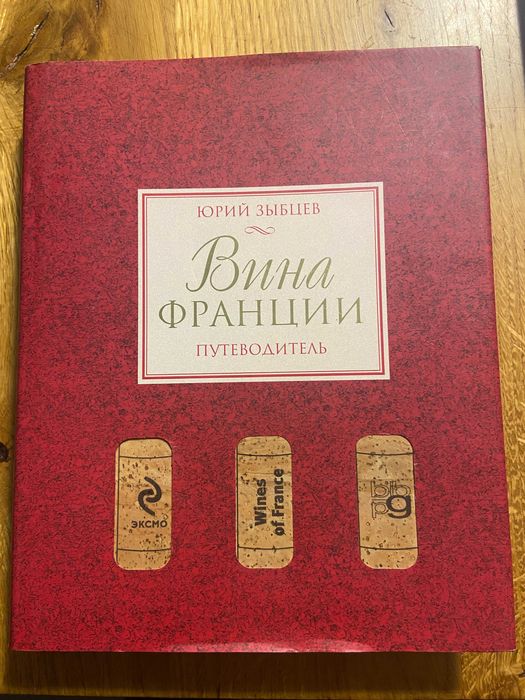 ЮРИЙ ЗЫБЦЕВ
Вина
ФРАНЦИИ
ПУТЕВОДИТЕЛЬ
ЭКСМО
Wines
of France